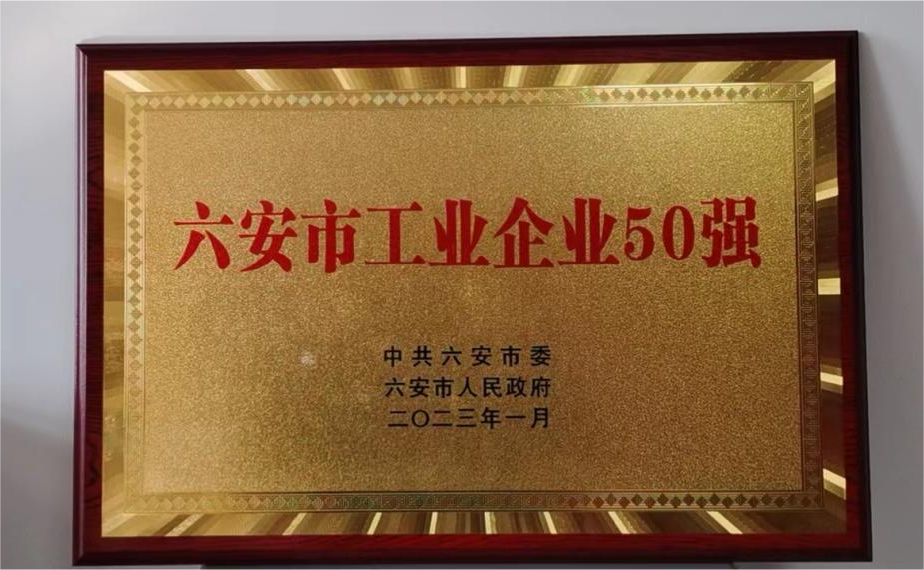 六安市工业企业50强
中共六安市委
六安市人民政府
二〇二三年一月